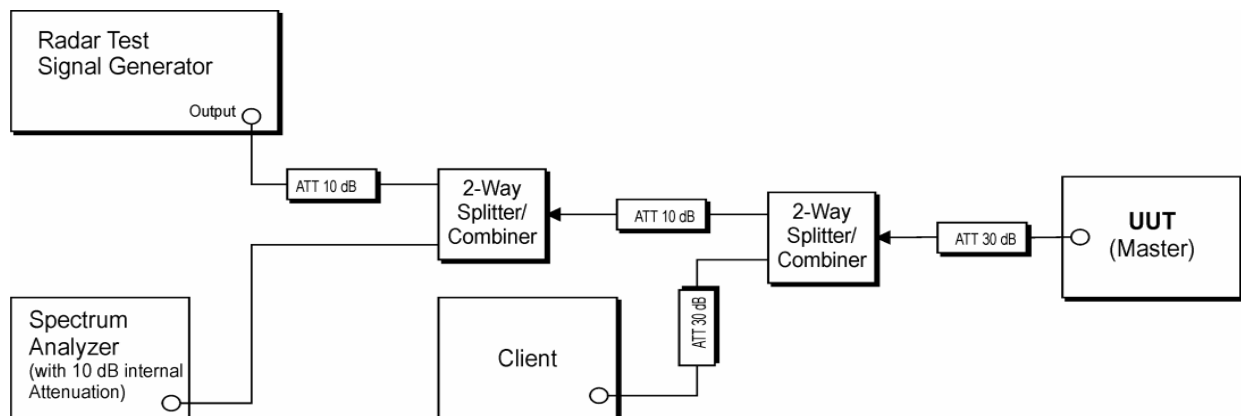 Radar Test
Signal Generator
Output
ATT 10 dB
2-Way
Splitter/
Combiner
ATT 10 dB
2-Way
Splitter/
Combiner
ATT 30 dB
UUT
(Master)
Spectrum
Analyzer
(with 10 dB internal
Attenuation)
Client
ATT 30 dB